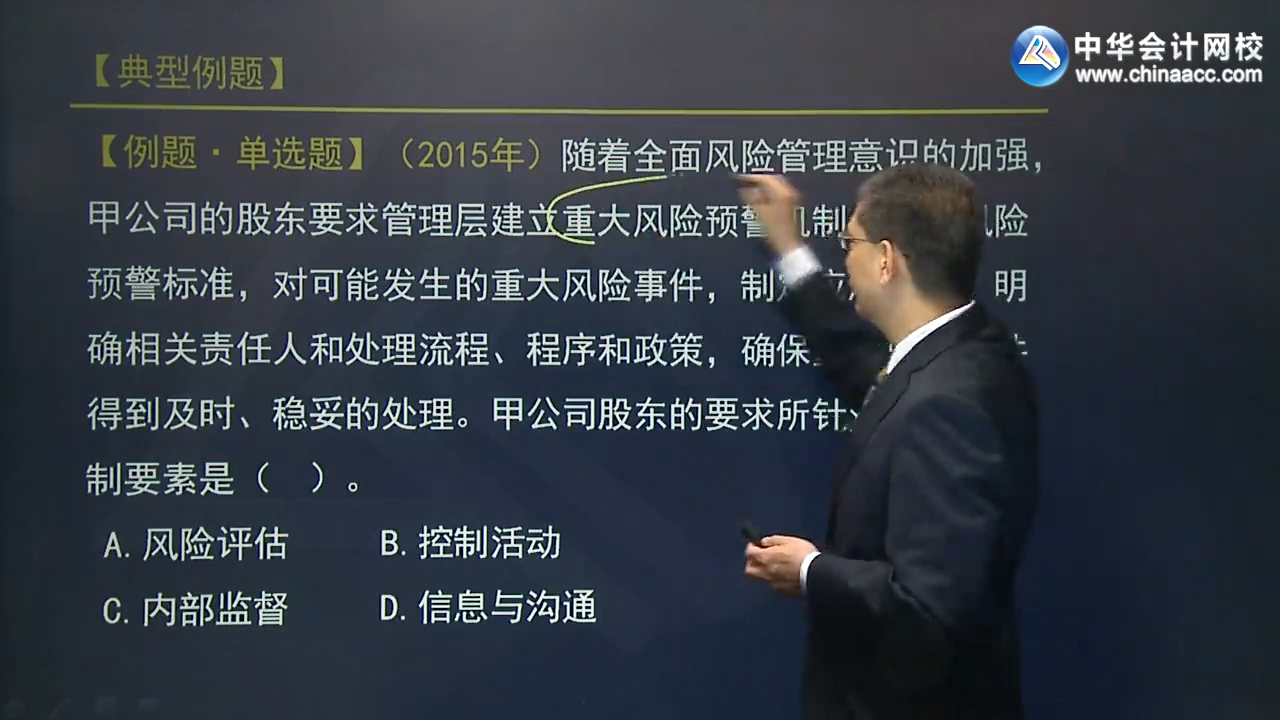 中华会计网校
www.chinaacc.com
【典型例题】
【例题·单选题】（2015年）随着全面风险管理意识的加强，
甲公司的股东要求管理层建立重大风险预警机制 风险
预警标准，对可能发生的重大风险事件，制定 明
确相关责任人和处理流程、程序和政策，确保
得到及时、稳妥的处理。甲公司股东的要求所针
制要素是（ ）。
A.风险评估 B.控制活动
C.内部监督 D.信息与沟通